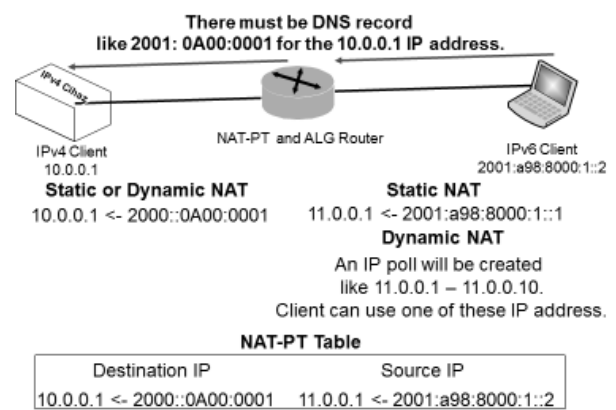 There must be DNS record
like 2001: 0A00:0001 for the 10.0.0.1 IP address.
IPv4 Cihaz
NAT-PT and ALG Router
IPv4 Client
10.0.0.1
IPv6 Client
2001:a98:8000:1::2
Static or Dynamic NAT
10.0.0.1 <- 2000::0A00:0001
Static NAT
11.0.0.1 <- 2001:a98:8000:1::1
Dynamic NAT
An IP poll will be created
like 11.0.0.1 – 11.0.0.10.
Client can use one of these IP address.
NAT-PT Table
Destination IP Source IP
10.0.0.1 <- 2000::0A00:0001 11.0.0.1 <- 2001:a98:8000:1::2